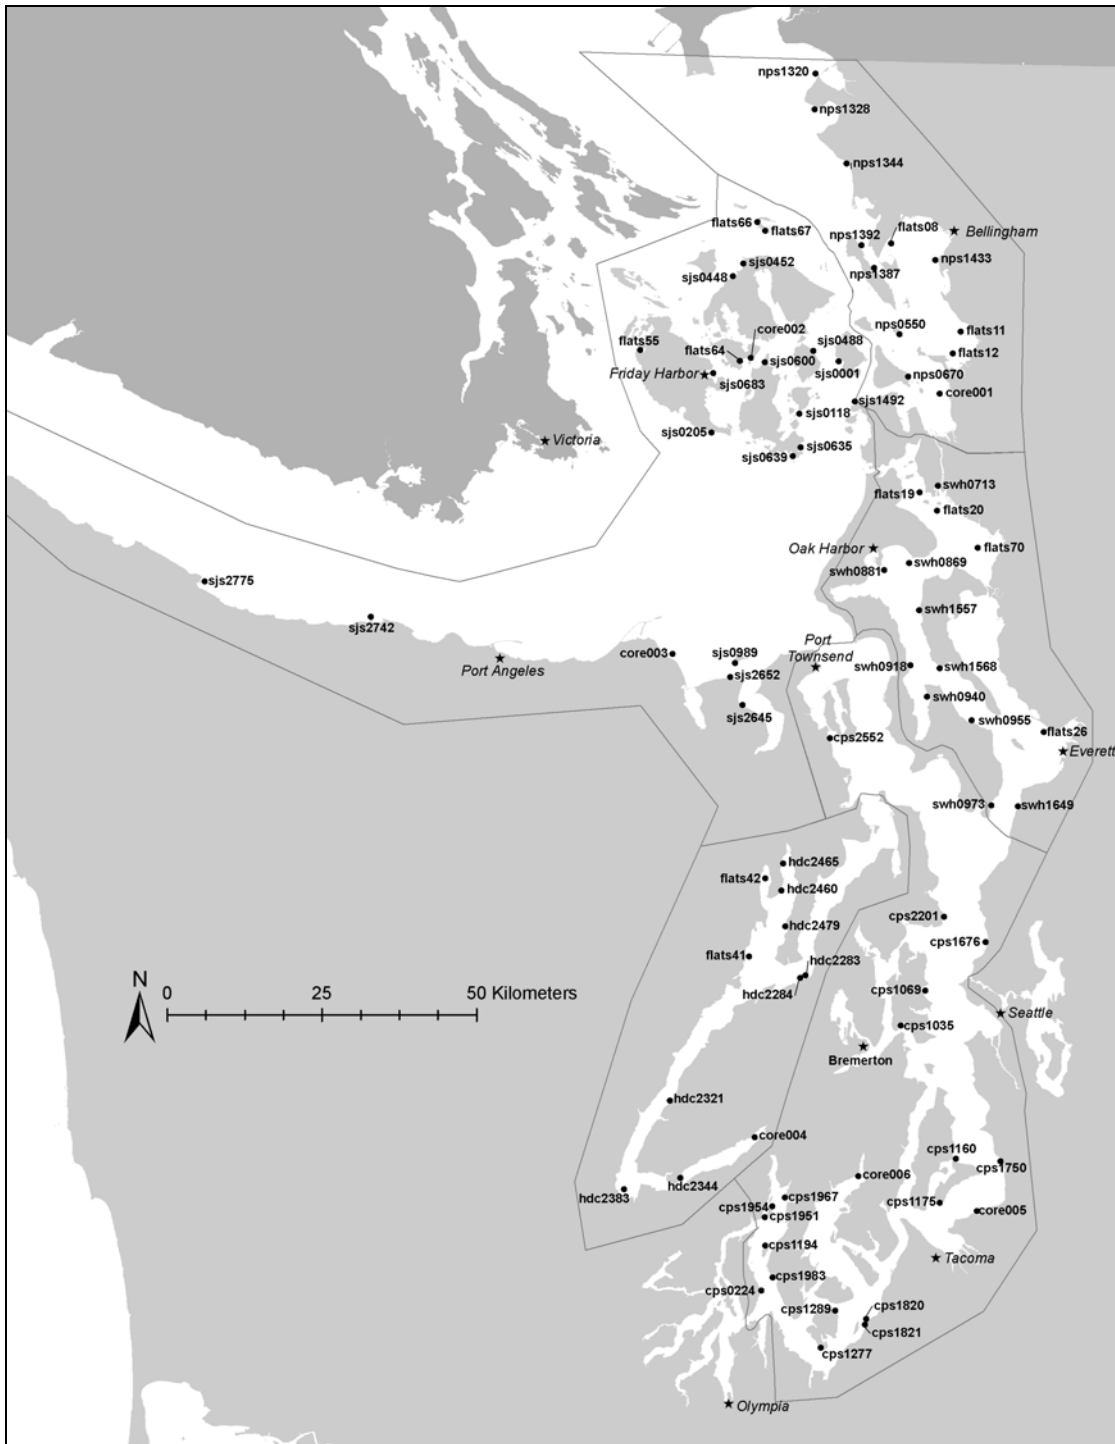 nps1320
nps1328
nps1344
flats66
flats67
nps1392
flats08
Bellingham
nps1433
nps1387
sjs0452
sjs0448
flats55
flats64
core002
sjs0488
nps0550
flats11
flats12
Friday Harbor
sjs0600
sjs0001
sjs0683
nps0670
core001
sjs1492
sjs0118
Victoria
sjs0205
sjs0635
sjs0639
swh0713
flats19
flats20
Oak Harbor
flats70
swh0869
swh0881
sjs2775
sjs2742
swh1557
Port
Townsend
core003
sjs0989
Port Angeles
sjs2652
swh0918
swh1568
sjs2645
swh0940
swh0955
cps2552
flats26
Everett
swh0973
swh1649
hdc2465
flats42
hdc2460
cps2201
hdc2479
cps1676
flats41
hdc2283
hdc2284
N
0 25 50 Kilometers
cps1069
Seattle
cps1035
Bremerton
hdc2321
core004
cps1160
cps1750
core006
hdc2344
hdc2383
cps1967
cps1954
cps1951
cps1175
core005
cps1194
Tacoma
cps1983
cps0224
cps1289
cps1820
cps1821
cps1277
Olympia